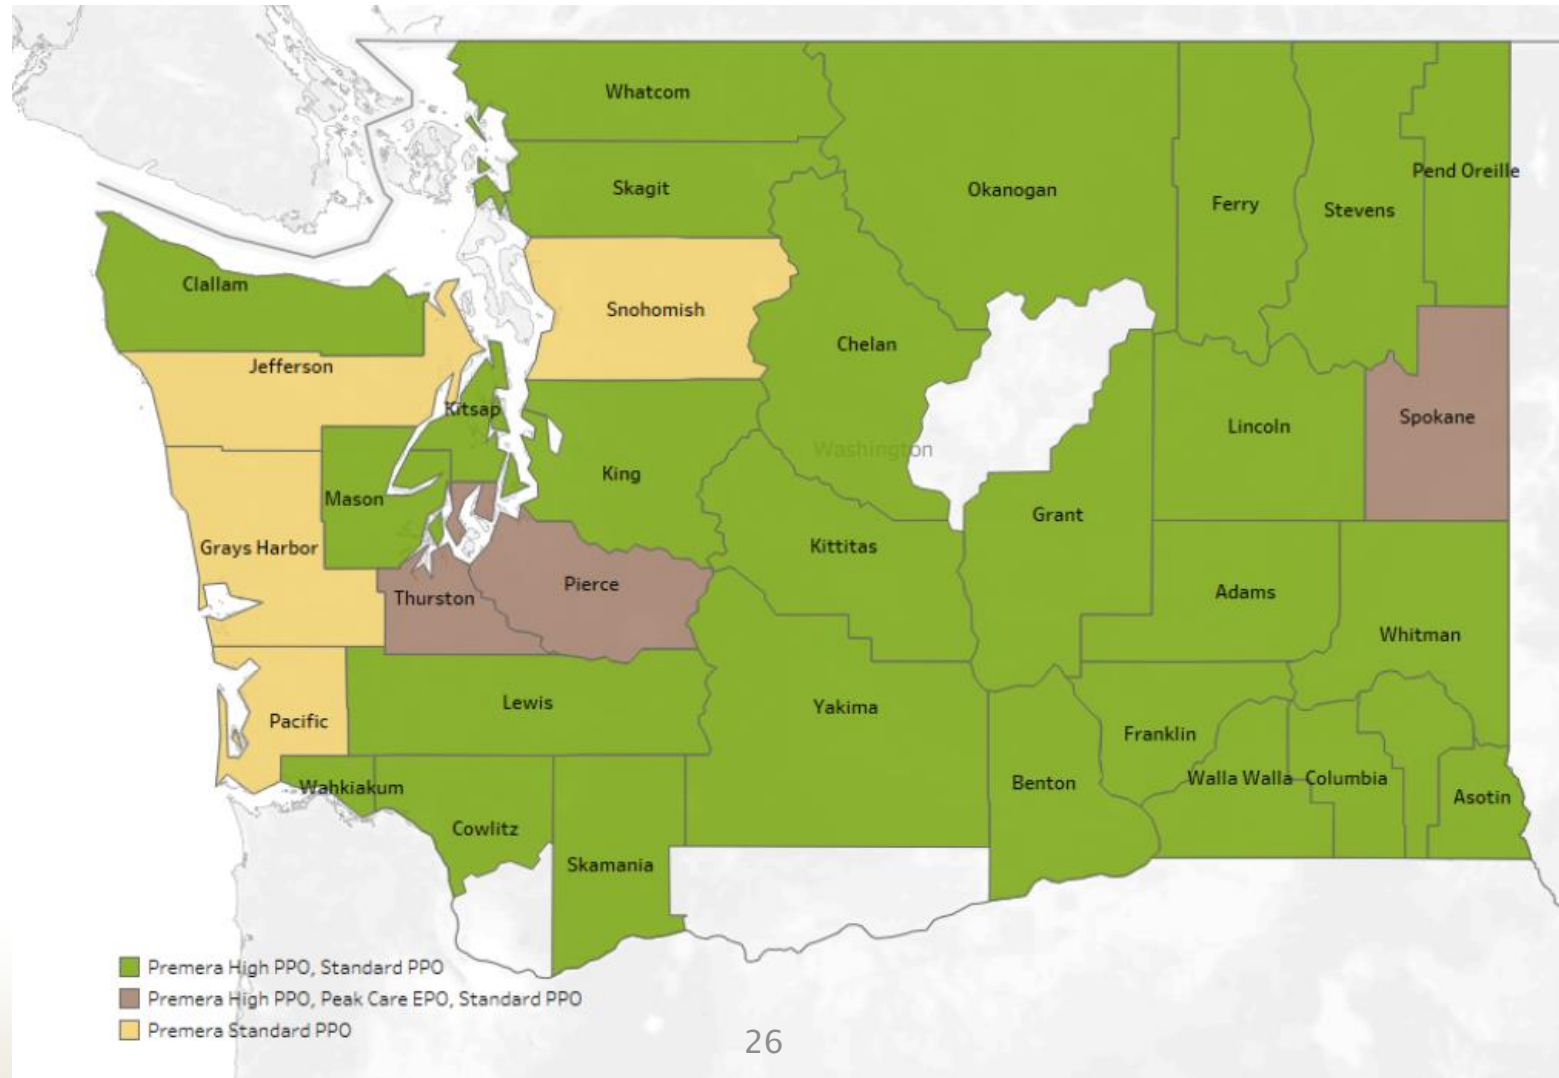 Whatcom
Skagit
Okanogan
Pend Oreille
Ferry
Stevens
Clallam
Snohomish
Chelan
Jefferson
Kitsap
Spokane
Lincoln
Washington
King
Mason
Grant
Grays Harbor
Kittitas
Pierce
Thurston
Adams
Whitman
Lewis
Yakima
Pacific
Franklin
Walla Walla
Columbia
Benton
Wahkiakum
Asotin
Cowlitz
Skamania
Premera High PPO, Standard PPO
Premera High PPO, Peak Care EPO, Standard PPO
Premera Standard PPO
26